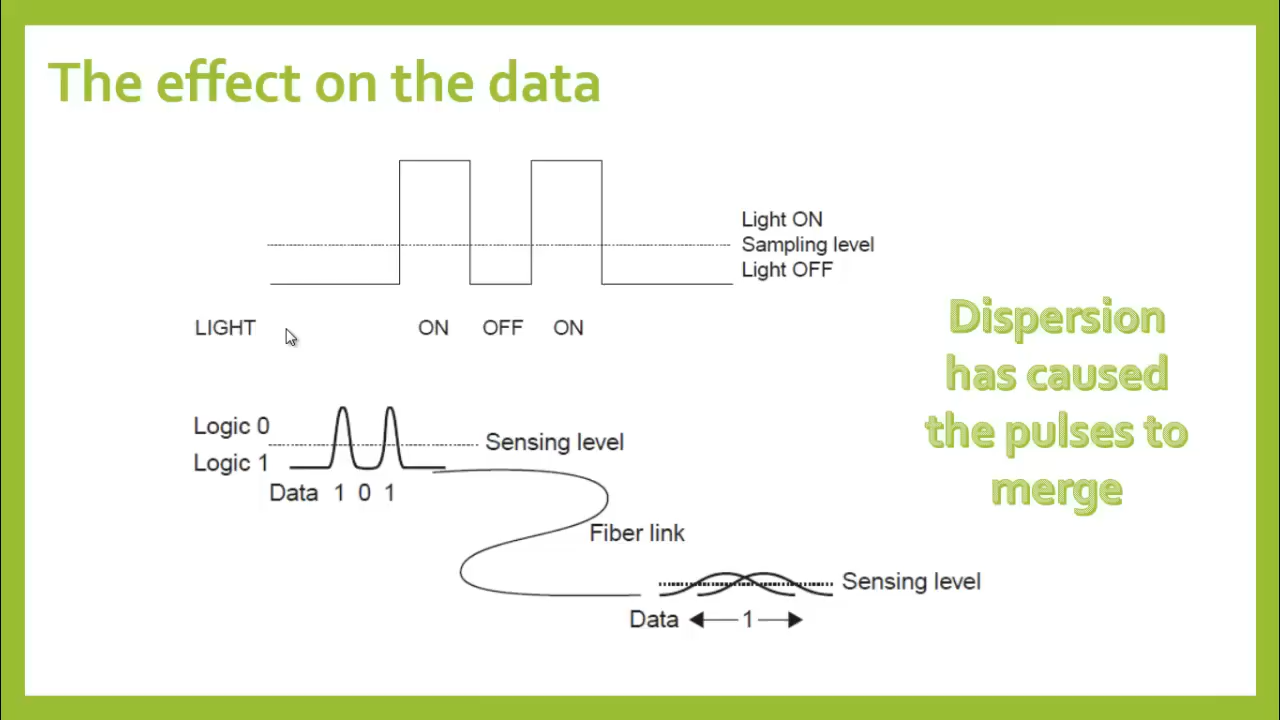 The effect on the data
Light ON
Sampling level
Light OFF
LIGHT ON OFF ON
Dispersion
has caused
the pulses to
merge
Logic 0
Sensing level
Logic 1
Data 1 0 1
Fiber link
Sensing level
Data 1